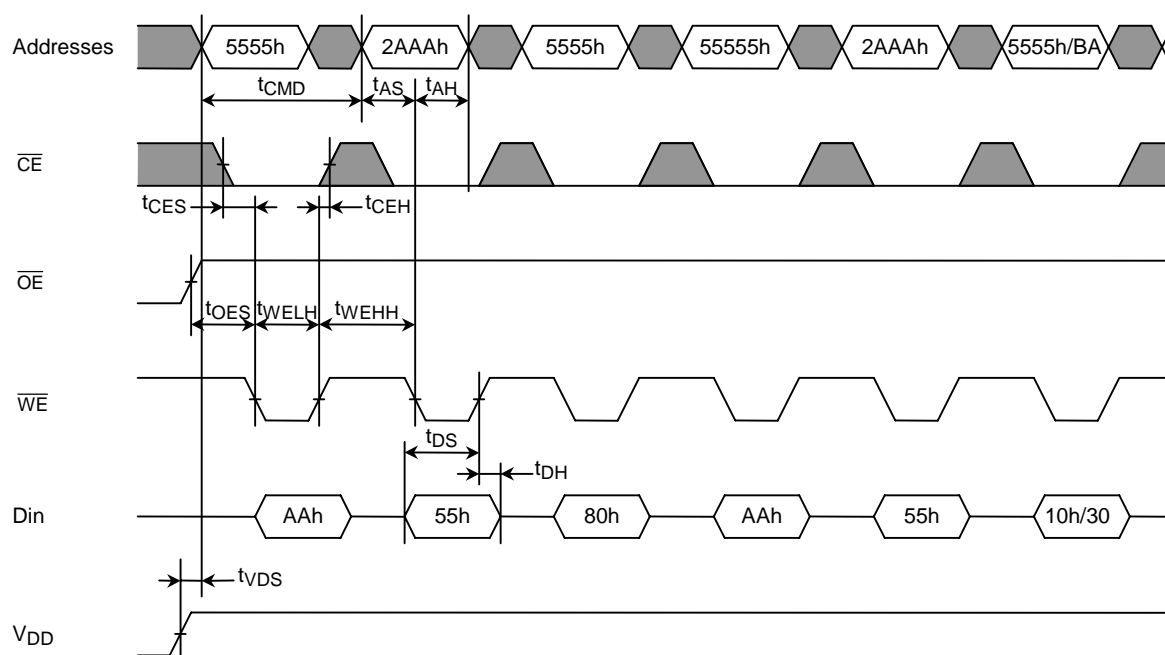 Addresses 5555h 2AAAh 5555h 55555h 2AAAh 5555h/BA
tCMD tAS tAH
CE
tCES tCEH
OE
tOES tWELH tWEHH
WE
tDS
tDH
Din AAh 55h 80h AAh 55h 10h/30
tVDS
VDD